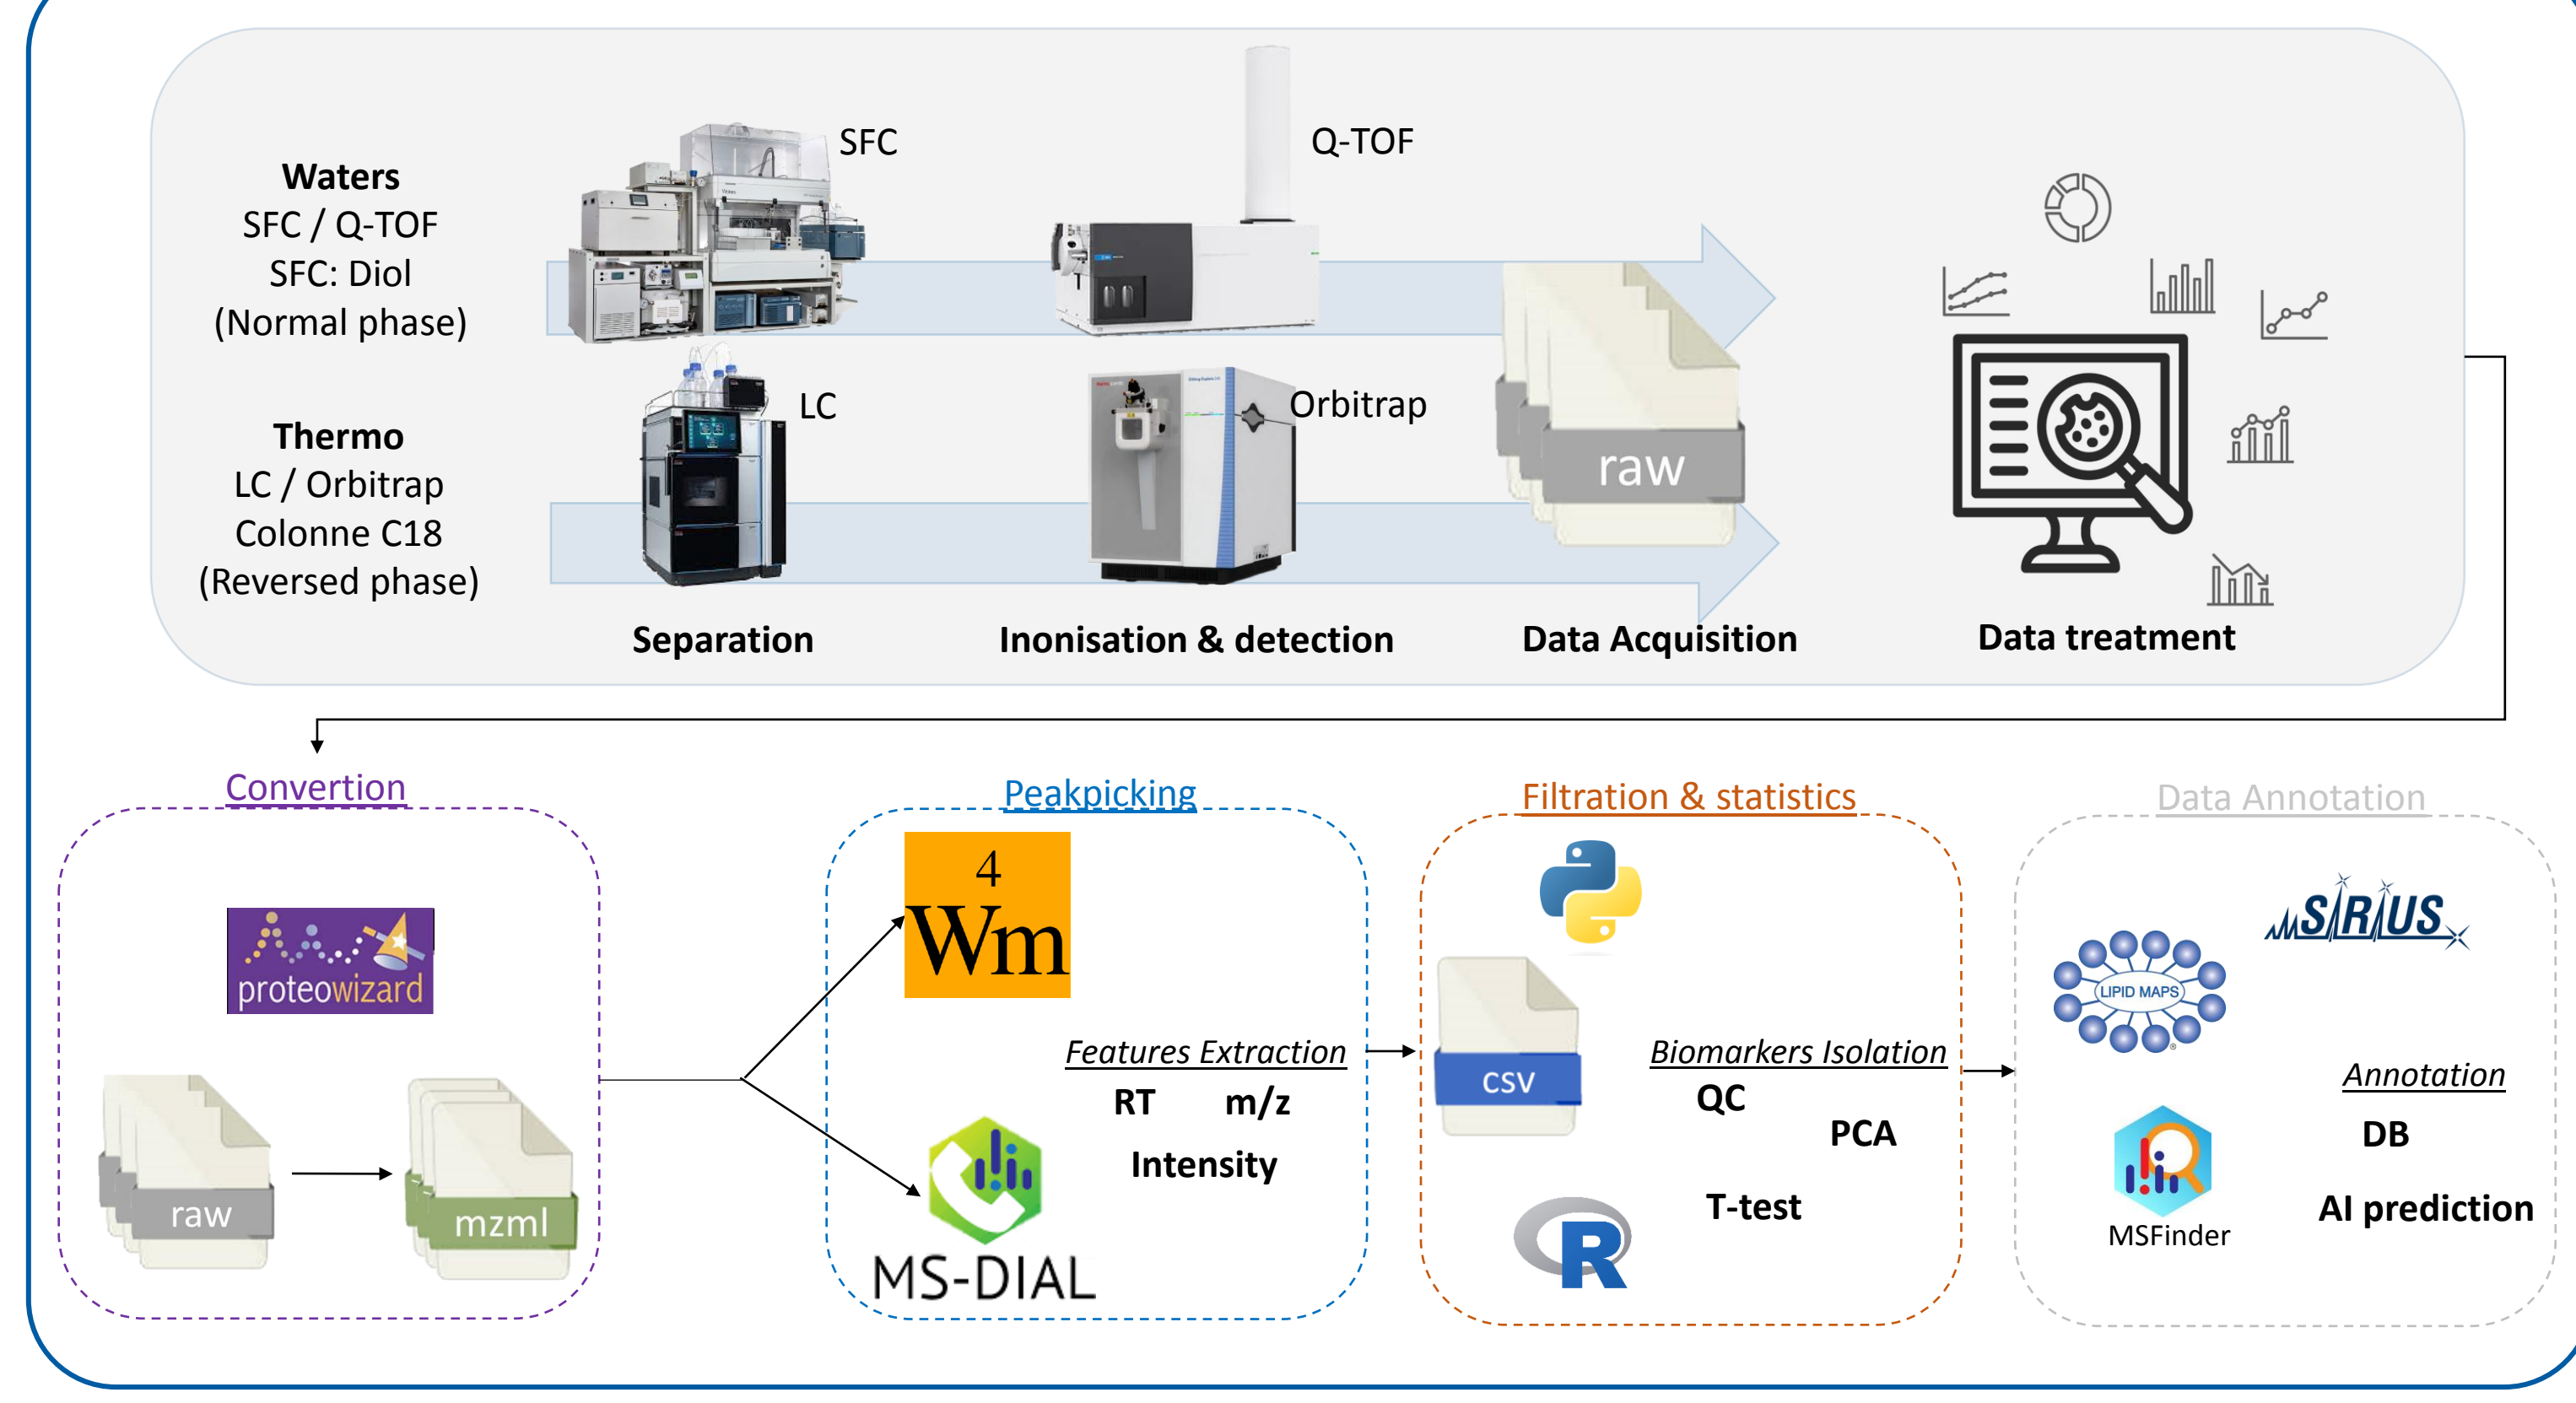 Waters
SFC / Q-TOF
SFC: Diol
(Normal phase)
SFC
Q-TOF
Thermo
LC / Orbitrap
Colonne C18
(Reversed phase)
LC
Orbitrap
raw
Separation
Inonisation & detection
Data Acquisition
Data treatment
Convertion
proteowizard
raw
mzml
Peakpicking
4
Wm
Features Extraction
RT m/z
Intensity
MS-DIAL
Filtration & statistics
csv
Biomarkers Isolation
QC
PCA
T-test
R
Data Annotation
SIRIUS
LIPID MAPS
Annotation
DB
AI prediction
MSFinder